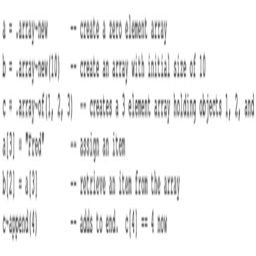 a = .array~new -- create a zero element array
b = .array~new(10) -- create an array with initial size of 10
c = .array~of(1, 2, 3) -- creates a 3 element array holding objects 1, 2, and
a[3] = "Fred" -- assign an item
b[2] = a[3] -- retrieve an item from the array
c~append(4) -- adds to end. c[4] == 4 now